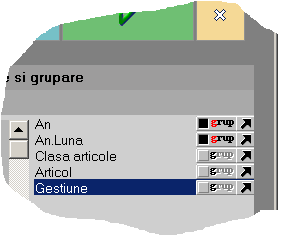 e si grupare
An grup
An.Luna grup
Clasa articole grup
Articol grup
Gestiune grup